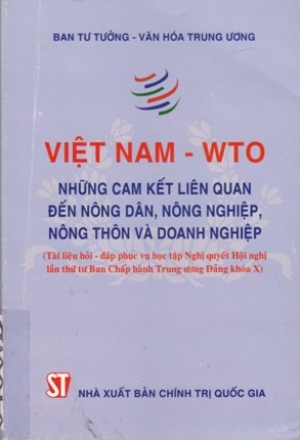 BAN TƯ TƯỞNG - VĂN HÓA TRUNG ƯƠNG
VIỆT NAM - WTO
NHỮNG CAM KẾT LIÊN QUAN
ĐẾN NÔNG DÂN, NÔNG NGHIỆP,
NÔNG THÔN VÀ DOANH NGHIỆP
(Tài liệu hỏi - đáp phục vụ học tập Nghị quyết Hội nghị
lần thứ tư Ban Chấp hành Trung ương Đảng khóa X)
ST NHÀ XUẤT BẢN CHÍNH TRỊ QUỐC GIA